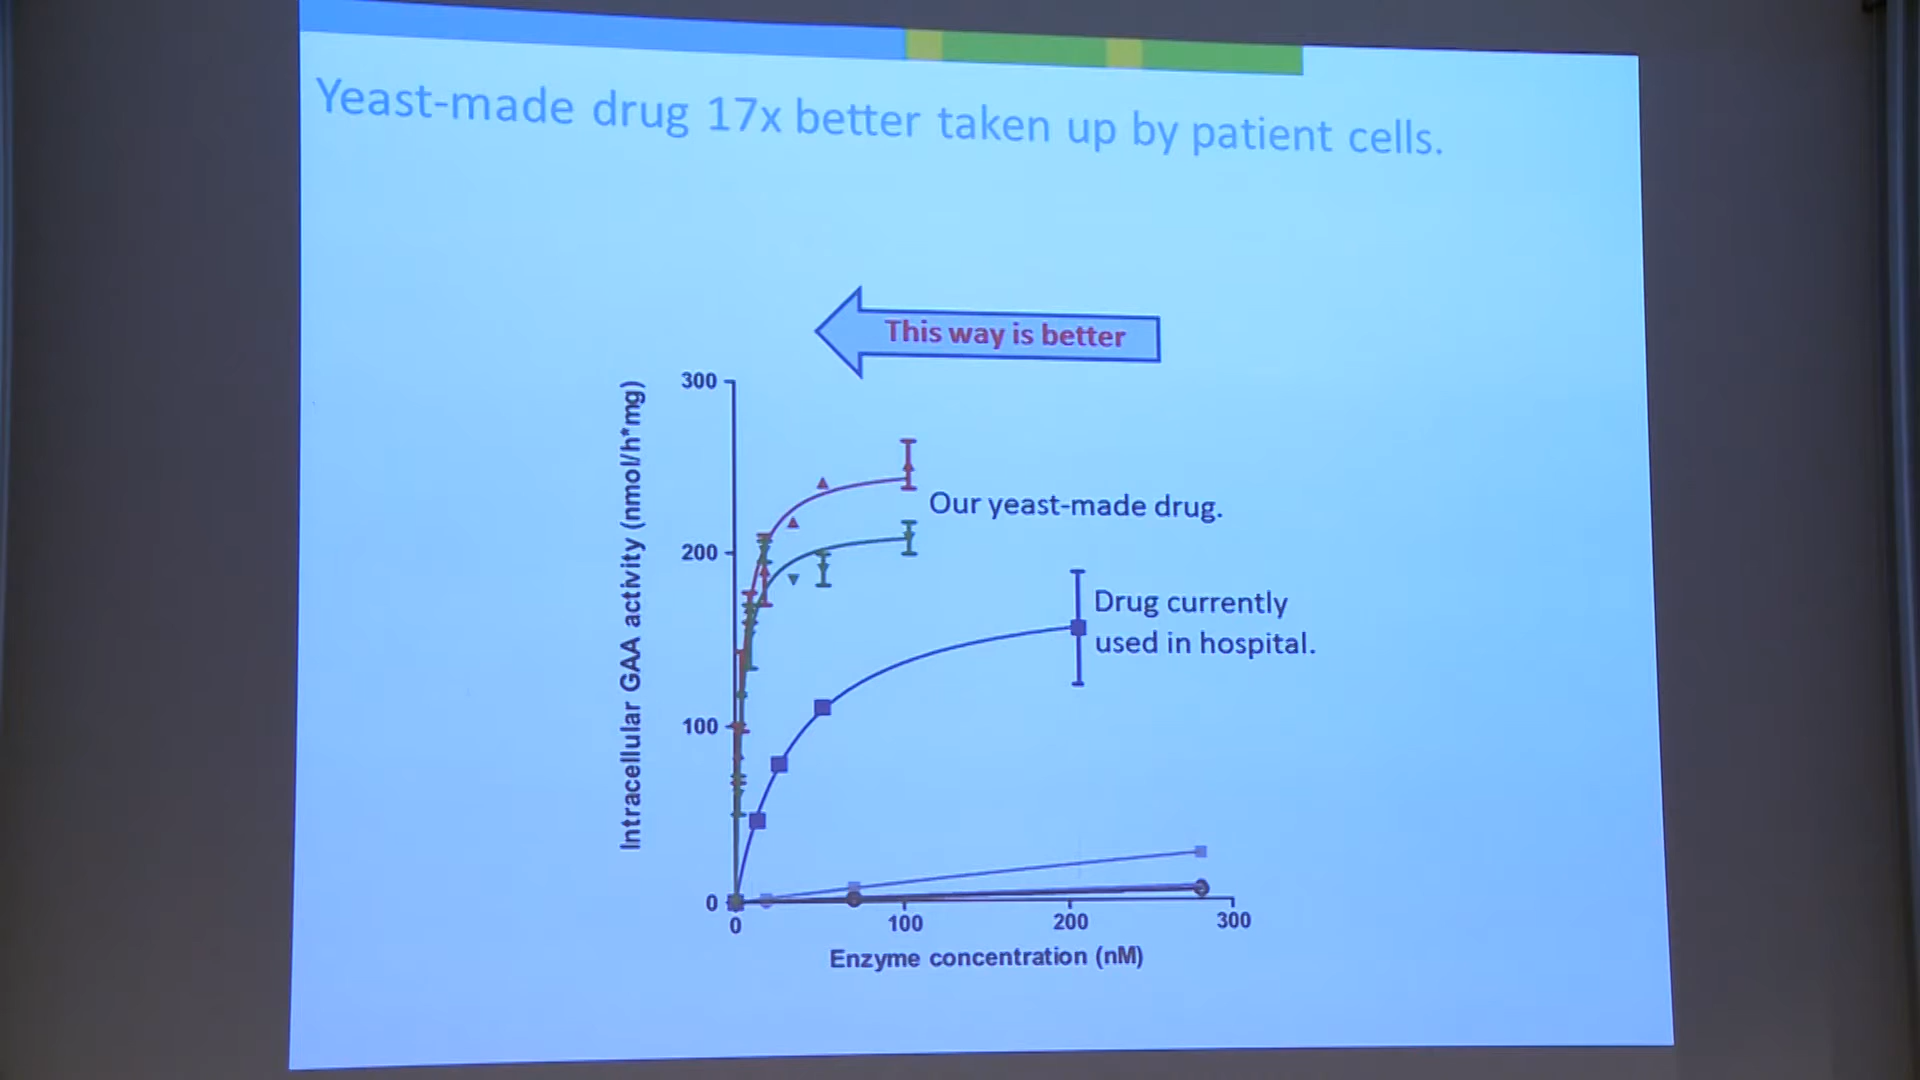 Yeast-made drug 17x better taken up by patient cells.
This way is better
Intracellular GAA activity (nmol/h*mg)
300
200
100
0
Our yeast-made drug.
Drug currently
used in hospital.
0
100
200
300
Enzyme concentration (nM)